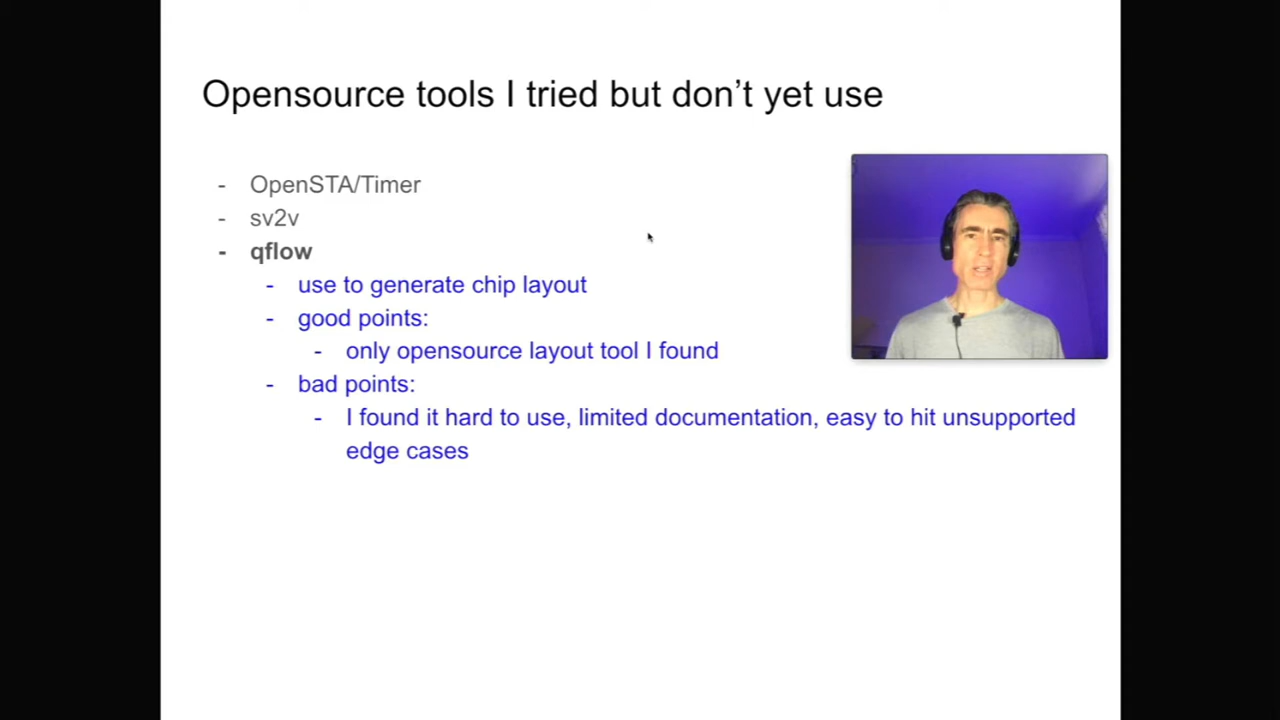 Opensource tools I tried but don’t yet use
- OpenSTA/Timer
- sv2v
- qflow
- use to generate chip layout
- good points:
- only opensource layout tool I found
- bad points:
- I found it hard to use, limited documentation, easy to hit unsupported
edge cases